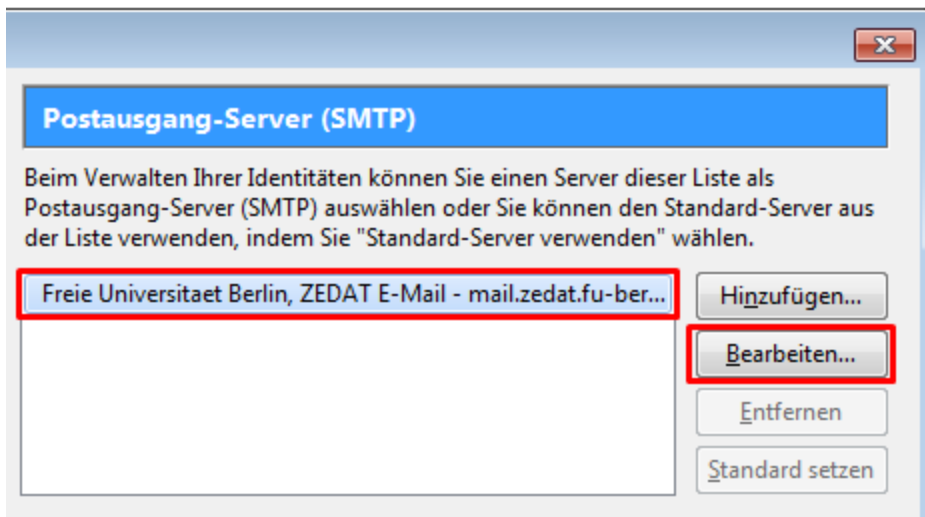 Postausgang-Server (SMTP)
Beim Verwalten Ihrer Identitäten können Sie einen Server dieser Liste als
Postausgang-Server (SMTP) auswählen oder Sie können den Standard-Server aus
der Liste verwenden, indem Sie "Standard-Server verwenden" wählen.
Freie Universitaet Berlin, ZEDAT E-Mail - mail.zedat.fu-ber...
Hinzufügen...
Bearbeiten...
Entfernen
Standard setzen